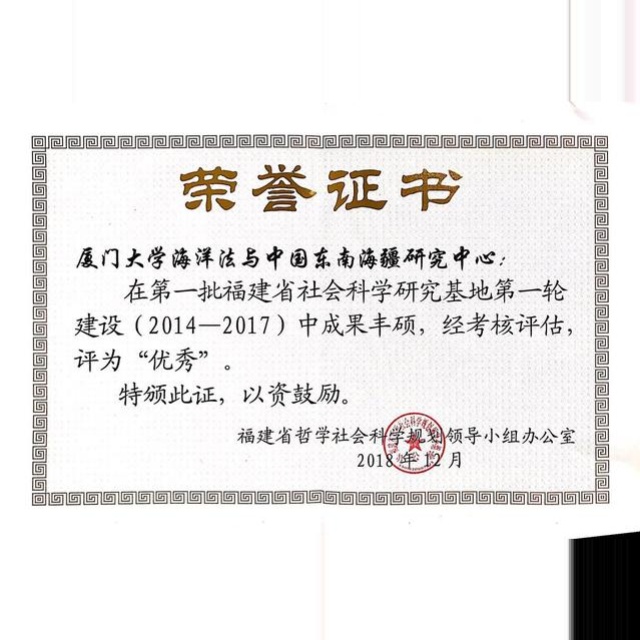 荣誉证书
厦门大学海洋法与中国东南海疆研究中心：
在第一批福建省社会科学研究基地第一轮
建设（2014—2017）中成果丰硕，经考核评估，
评为“优秀”。
特颁此证，以资鼓励。
福建省哲学社会科学规划领导小组办公室
2018年12月